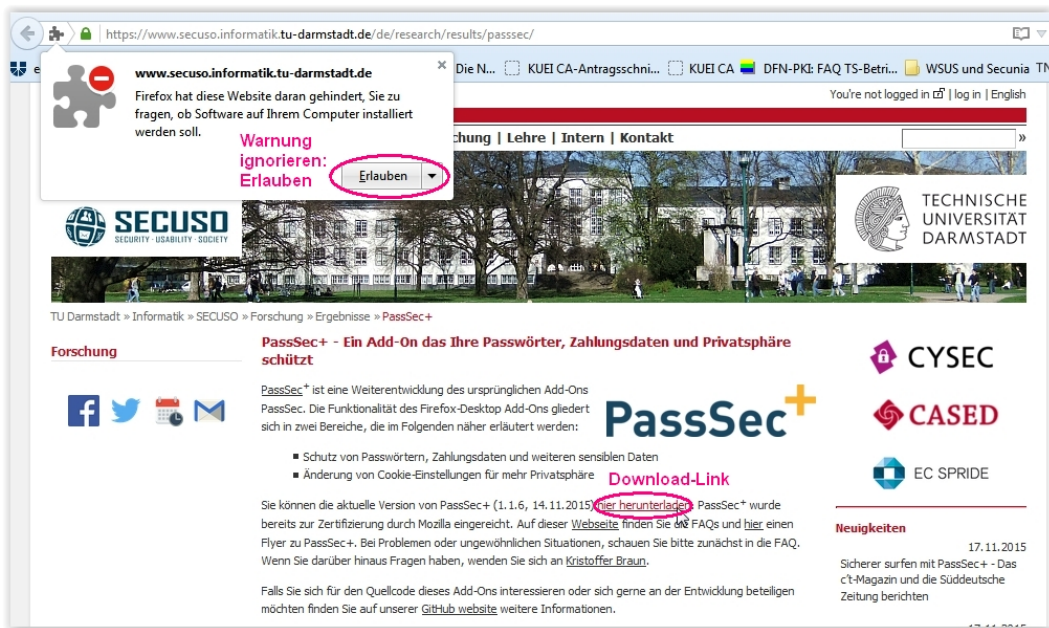 https://www.secuso.informatik.tu-darmstadt.de/de/research/results/passsec/
e
Die N...
KUEI CA-Antragsschni...
KUEI CA
DFN-PKI: FAQ TS-Betri...
WSUS und Secunia
TN
www.secuso.informatik.tu-darmstadt.de
×
Firefox hat diese Website daran gehindert, Sie zu
fragen, ob Software auf Ihrem Computer installiert
werden soll.
Warnung
ignorieren:
Erlauben
Erlauben
You're not logged in | log in | English
chung | Lehre | Intern | Kontakt
»
SECUSO
SECURITY · USABILITY · SOCIETY
TECHNISCHE
UNIVERSITÄT
DARMSTADT
TU Darmstadt » Informatik » SECUSO » Forschung » Ergebnisse » PassSec+
Forschung
PassSec+ - Ein Add-On das Ihre Passwörter, Zahlungsdaten und Privatsphäre
schützt
PassSec+ ist eine Weiterentwicklung des ursprünglichen Add-Ons
PassSec. Die Funktionalität des Firefox-Desktop Add-Ons gliedert
sich in zwei Bereiche, die im Folgenden näher erläutert werden:
PassSec+
▪ Schutz von Passwörtern, Zahlungsdaten und weiteren sensiblen Daten
▪ Änderung von Cookie-Einstellungen für mehr Privatsphäre
Download-Link
Sie können die aktuelle Version von PassSec+ (1.1.6, 14.11.2015) hier herunterladen. PassSec+ wurde
bereits zur Zertifizierung durch Mozilla eingereicht. Auf dieser Webseite finden Sie FAQs und hier einen
Flyer zu PassSec+. Bei Problemen oder ungewöhnlichen Situationen, schauen Sie bitte zunächst in die FAQ.
Wenn Sie darüber hinaus Fragen haben, wenden Sie sich an Kristoffer Braun.
Falls Sie sich für den Quellcode dieses Add-Ons interessieren oder sich gerne an der Entwicklung beteiligen
möchten finden Sie auf unserer GitHub website weitere Informationen.
CYSEC
CASED
EC SPRIDE
Neuigkeiten
17.11.2015
Sicherer surfen mit PassSec+ - Das
c't-Magazin und die Süddeutsche
Zeitung berichten
17.11.2015